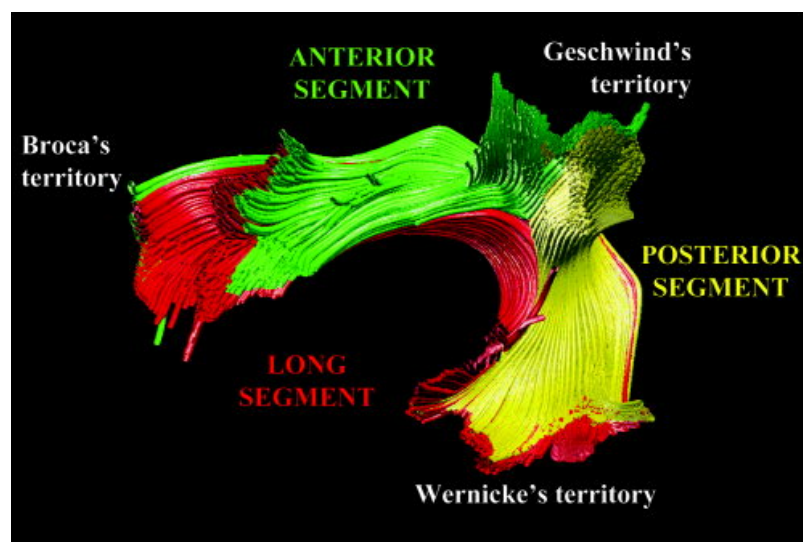 ANTERIOR
SEGMENT
Geschwind's
territory
Broca's
territory
POSTERIOR
SEGMENT
LONG
SEGMENT
Wernicke's territory